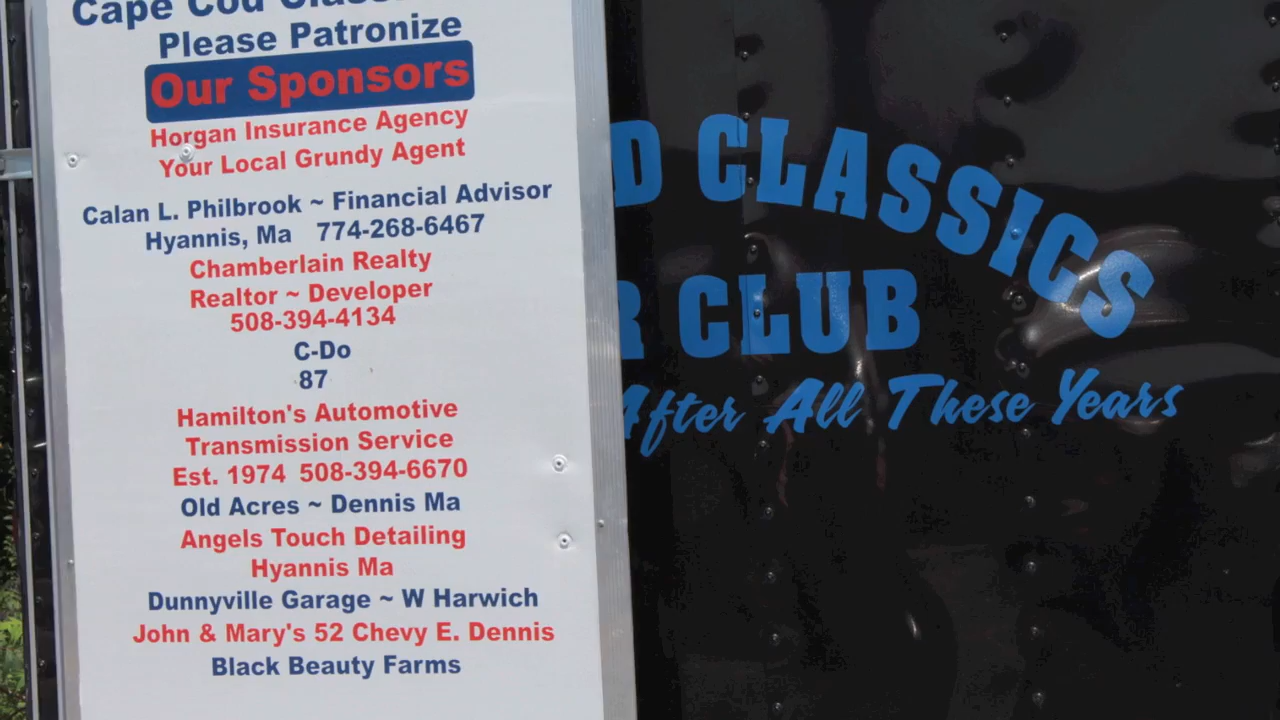 Cape Cod Class
Please Patronize
Our Sponsors
Horgan Insurance Agency
Your Local Grundy Agent
Calan L. Philbrook ~ Financial Advisor
Hyannis, Ma 774-268-6467
Chamberlain Realty
Realtor ~ Developer
508-394-4134
C-Do
87
Hamilton's Automotive
Transmission Service
Est. 1974 508-394-6670
Old Acres ~ Dennis Ma
Angels Touch Detailing
Hyannis Ma
Dunnyville Garage ~ W Harwich
John & Mary's 52 Chevy E. Dennis
Black Beauty Farms
D CLASSICS
R CLUB
After All These Years